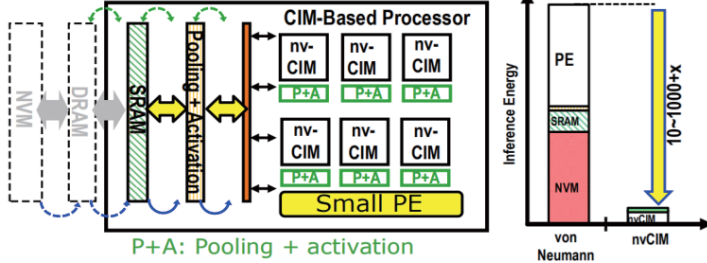 CIM-Based Processor
NVM
DRAM
SRAM
Pooling + Activation
nv-
CIM
nv-
CIM
nv-
CIM
P+A
P+A
P+A
nv-
CIM
nv-
CIM
nv-
CIM
P+A
P+A
P+A
Small PE
P+A: Pooling + activation
Inference Energy
PE
SRAM
NVM
10~1000+x
nvCIM
von
Neumann
nvCIM